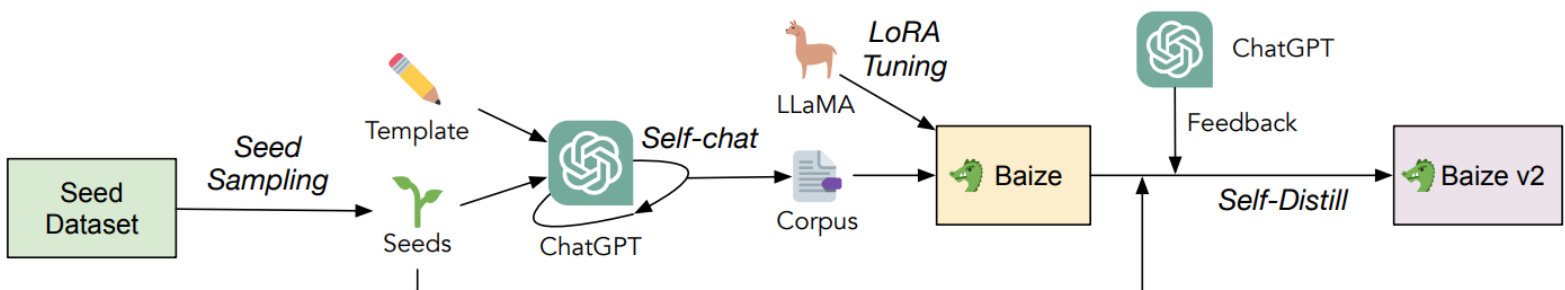 Seed
Dataset
Seed
Sampling
Template
Seeds
ChatGPT
Self-chat
LLaMA
LoRA
Tuning
Corpus
Baize
ChatGPT
Feedback
Self-Distill
Baize v2